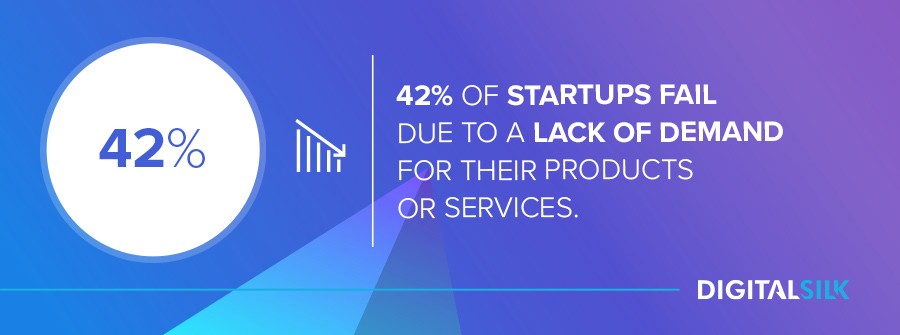 42%
42% OF STARTUPS FAIL
DUE TO A LACK OF DEMAND
FOR THEIR PRODUCTS
OR SERVICES.
DIGITALSILK